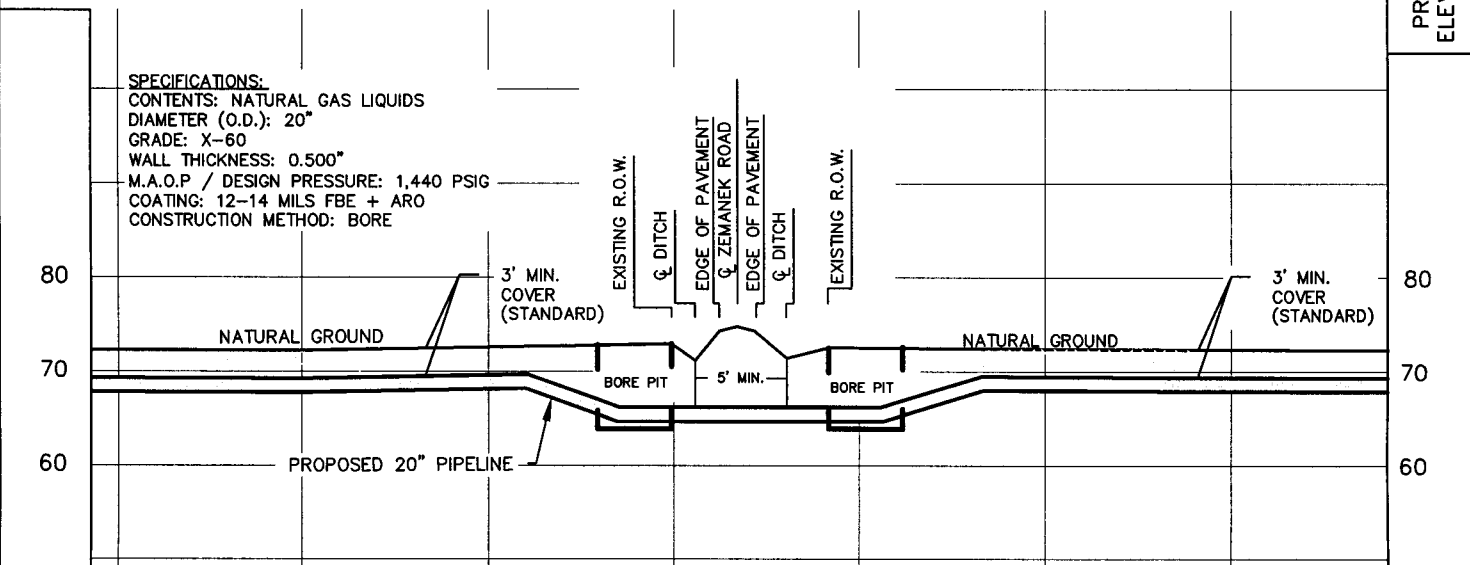 PR
ELEV
SPECIFICATIONS:
CONTENTS: NATURAL GAS LIQUIDS
DIAMETER (O.D.): 20"
GRADE: X-60
WALL THICKNESS: 0.500"
M.A.O.P / DESIGN PRESSURE: 1,440 PSIG
COATING: 12-14 MILS FBE + ARO
CONSTRUCTION METHOD: BORE
EXISTING R.O.W.
℄ DITCH
EDGE OF PAVEMENT
℄ ZEMANEK ROAD
EDGE OF PAVEMENT
℄ DITCH
EXISTING R.O.W.
80
3' MIN.
COVER
(STANDARD)
3' MIN.
COVER
(STANDARD)
80
NATURAL GROUND
NATURAL GROUND
70
BORE PIT
5' MIN.
BORE PIT
70
60
PROPOSED 20" PIPELINE
60